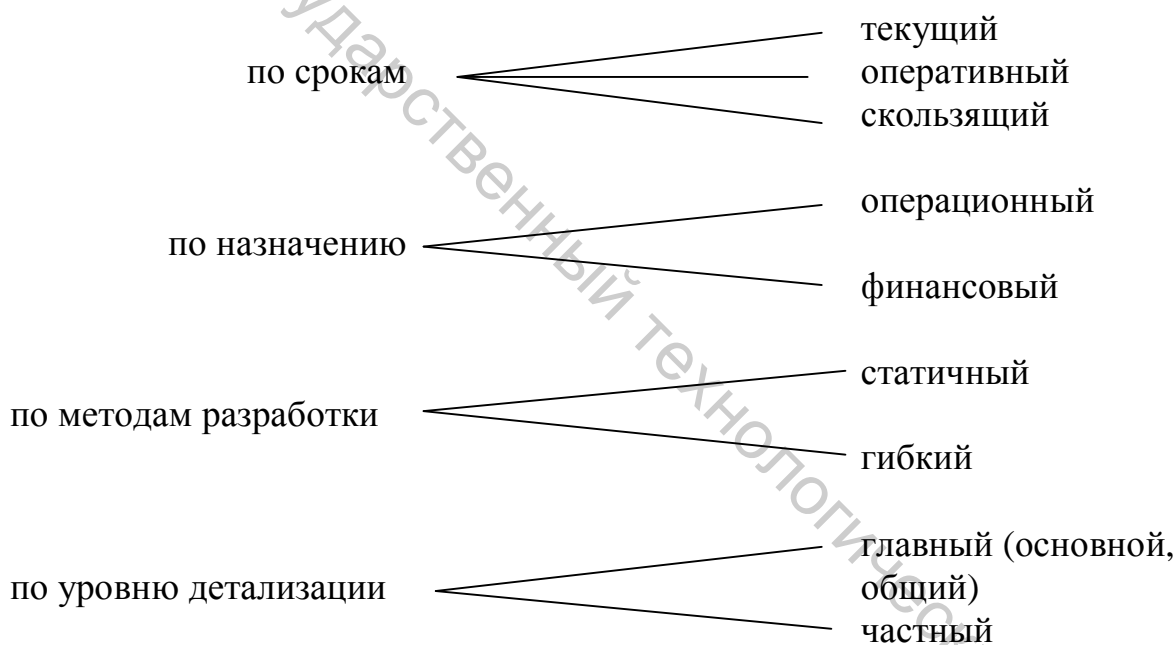 текущий
по срокам
оперативный
скользящий
операционный
по назначению
финансовый
статичный
по методам разработки
гибкий
главный (основной,
по уровню детализации
общий)
частный